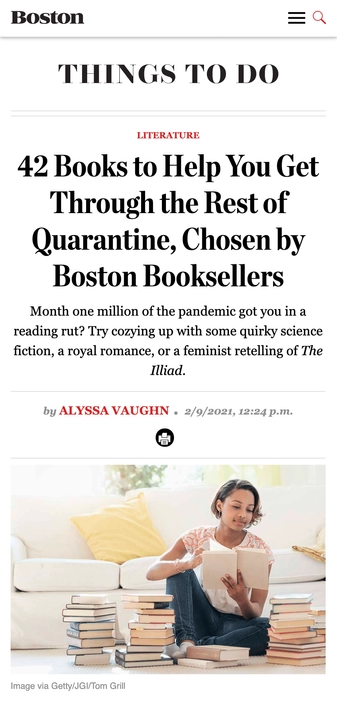 Boston
THINGS TO DO
LITERATURE
42 Books to Help You Get
Through the Rest of
Quarantine, Chosen by
Boston Booksellers
Month one million of the pandemic got you in a
reading rut? Try cozying up with some quirky science
fiction, a royal romance, or a feminist retelling of The
Illiad.
by ALYSSA VAUGHN • 2/9/2021, 12:24 p.m.
Image via Getty/JGI/Tom Grill